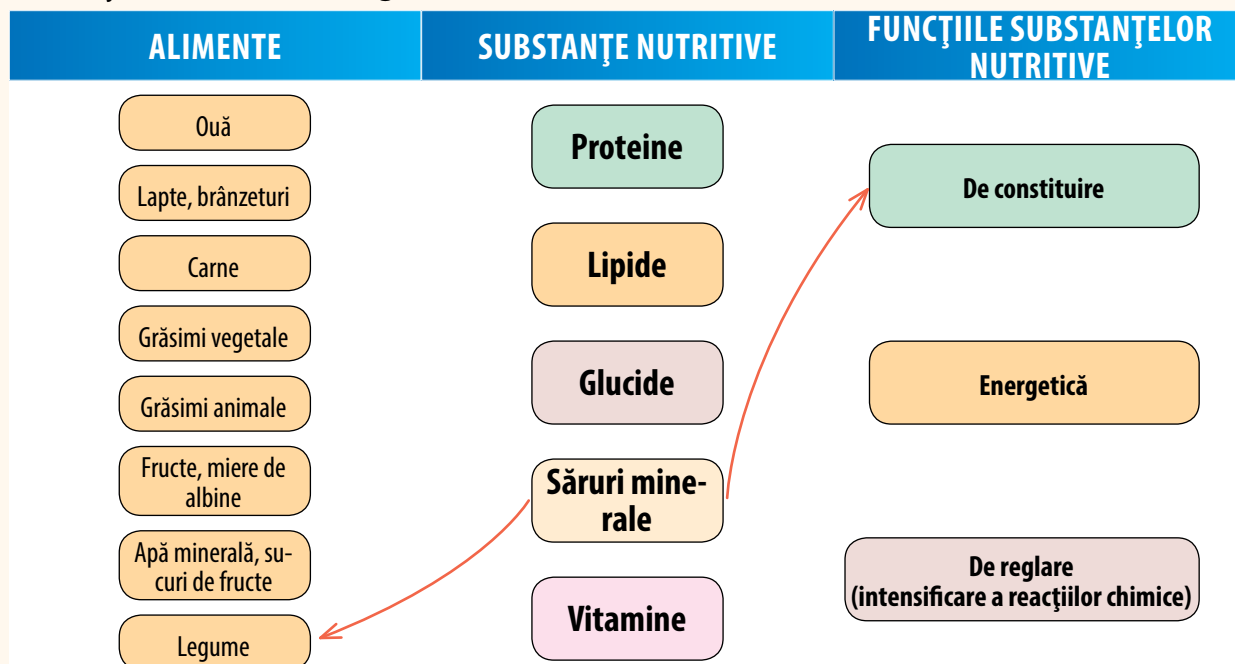 ALIMENTE
SUBSTANŢE NUTRITIVE
FUNCŢIILE SUBSTANŢELOR
NUTRITIVE
Ouă
Lapte, brânzeturi
Carne
Grăsimi vegetale
Grăsimi animale
Fructe, miere de
albine
Apă minerală, su-
curi de fructe
Legume
Proteine
Lipide
Glucide
Săruri mine-
rale
Vitamine
De constituire
Energetică
De reglare
(intensificare a reacţiilor chimice)